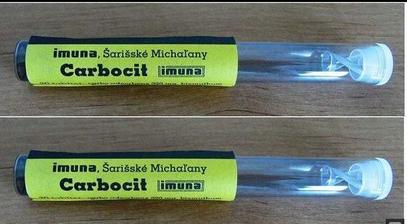 imuna, Šarišské Michaľany
Carbocit imuna
imuna, Šarišské Michaľany
Carbocit imuna